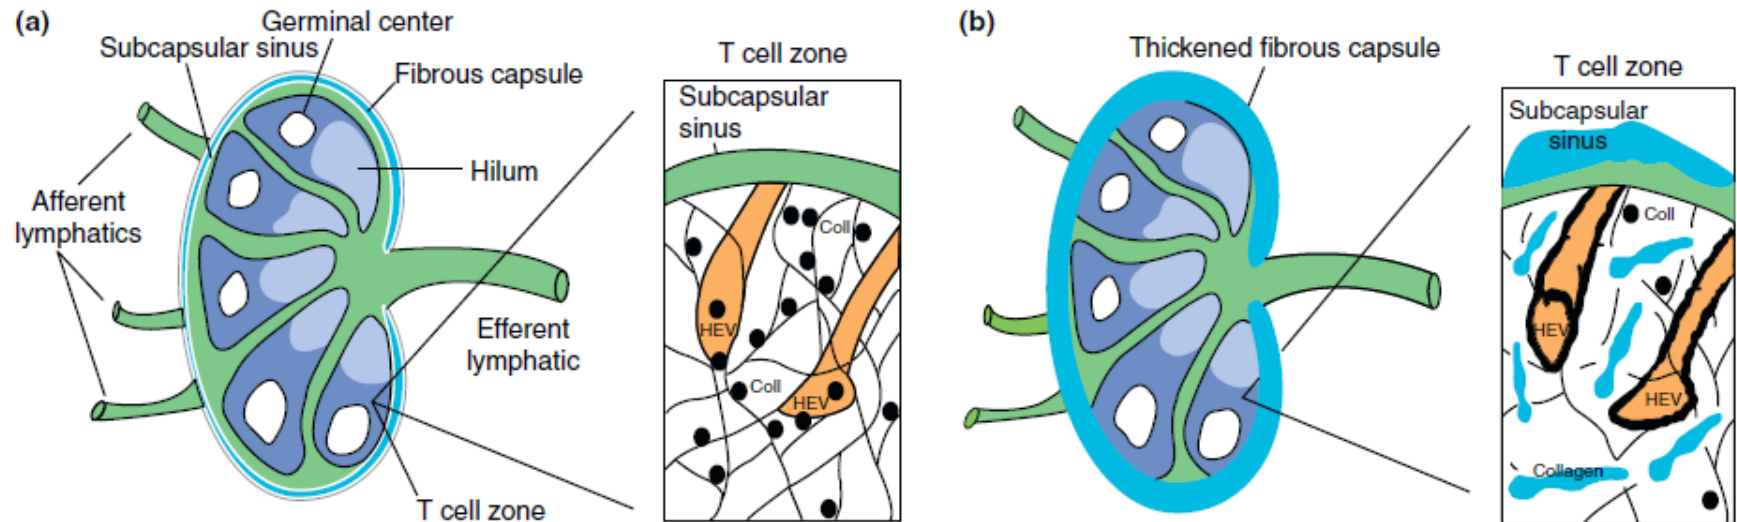 (a)
Germinal center
Subcapsular sinus
Fibrous capsule
Hilum
Afferent
lymphatics
Efferent
lymphatic
T cell zone
T cell zone
Subcapsular
sinus
Coll
HEV
Coll
HEV
(b)
Thickened fibrous capsule
T cell zone
Subcapsular
sinus
Coll
HEV
HEV
Collagen